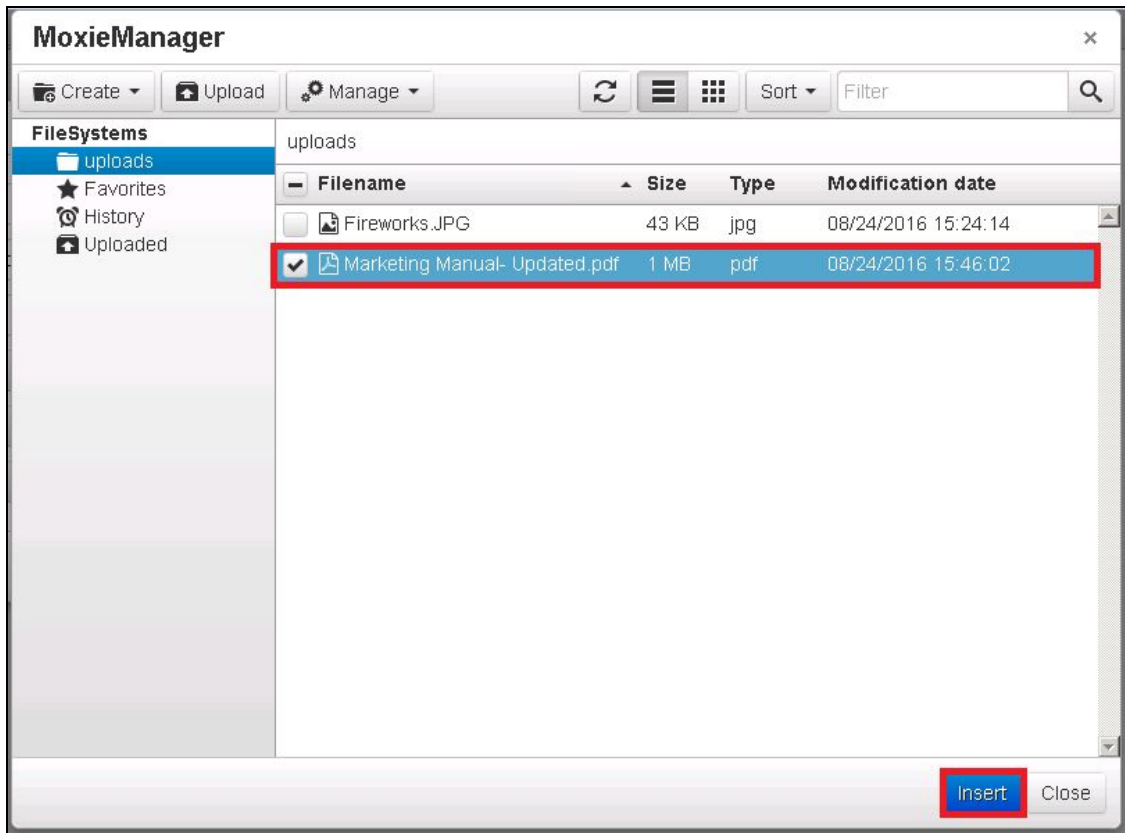 MoxieManager ×
Create Upload Manage Sort Filter
FileSystems
uploads
Favorites
History
Uploaded
uploads
Filename Size Type Modification date
Fireworks.JPG 43 KB jpg 08/24/2016 15:24:14
Marketing Manual- Updated.pdf 1 MB pdf 08/24/2016 15:46:02
Insert Close